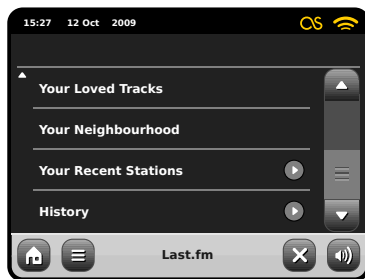 15:27 12 Oct 2009
Your Loved Tracks
Your Neighbourhood
Your Recent Stations
History
Last.fm